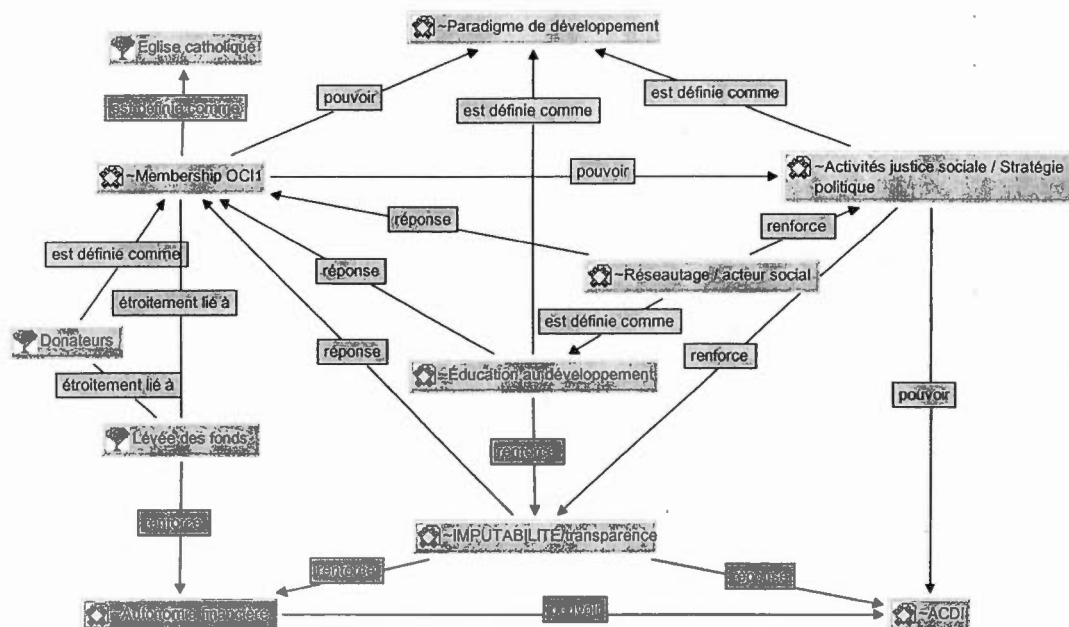 ~Paradigme de développement
Eglise catholique
est définie comme
pouvoir
est définie comme
est définie comme
~Membership OCI1
pouvoir
~Activités justice sociale / Stratégie
politique
réponse
renforce
est définie comme
réponse
~Réseautage / acteur social
étroitement lié à
est définie comme
Donateurs
réponse
renforce
étroitement lié à
~Éducation au développement
pouvoir
Levée des fonds
renforce
renforce
~IMPUTABILITE/transparence
renforce
réponse
~Autonomie financière
pouvoir
~ACDI